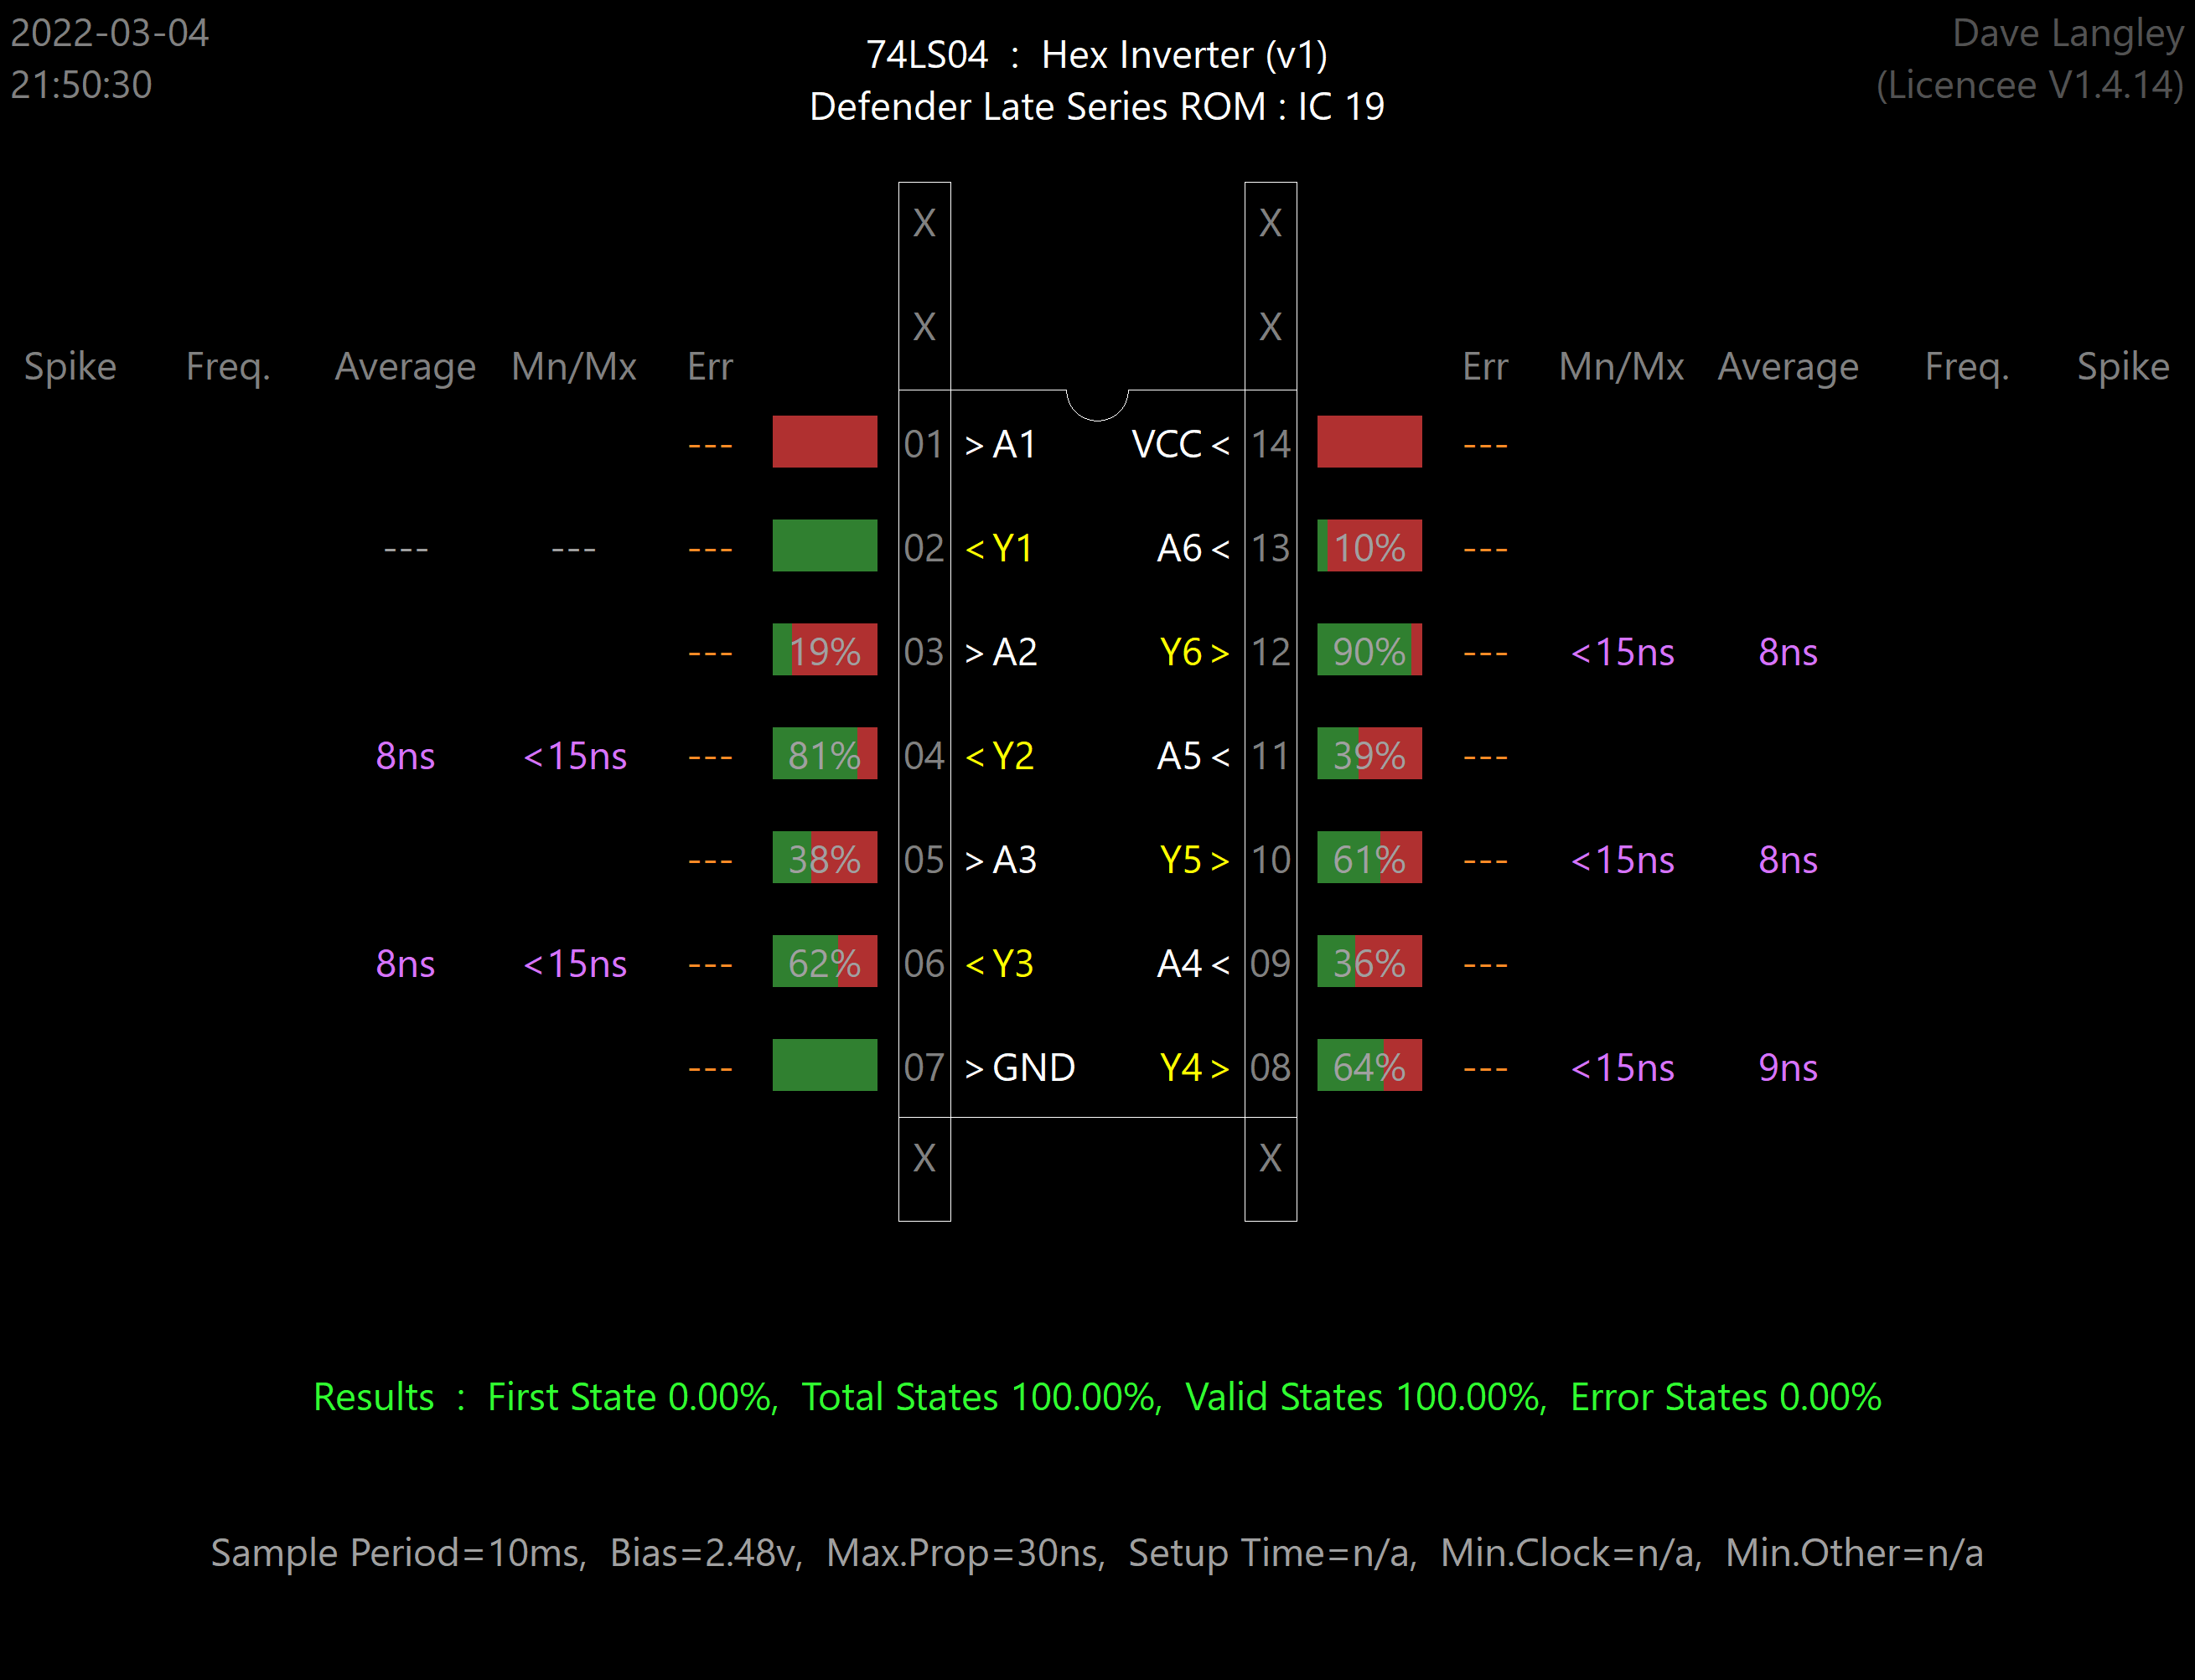 2022-03-04
21:50:30
74LS04 : Hex Inverter (v1)
Defender Late Series ROM : IC 19
Dave Langley
(Licencee V1.4.14)
X X
X X
Spike Freq. Average Mn/Mx Err Err Mn/Mx Average Freq. Spike
--- 01 > A1 VCC < 14 ---
--- --- --- 02 < Y1 A6 < 13 10% ---
--- 19% 03 > A2 Y6 > 12 90% --- <15ns 8ns
8ns <15ns --- 81% 04 < Y2 A5 < 11 39% ---
--- 38% 05 > A3 Y5 > 10 61% --- <15ns 8ns
8ns <15ns --- 62% 06 < Y3 A4 < 09 36% ---
--- 07 > GND Y4 > 08 64% --- <15ns 9ns
X X
Results : First State 0.00%, Total States 100.00%, Valid States 100.00%, Error States 0.00%
Sample Period=10ms, Bias=2.48v, Max.Prop=30ns, Setup Time=n/a, Min.Clock=n/a, Min.Other=n/a